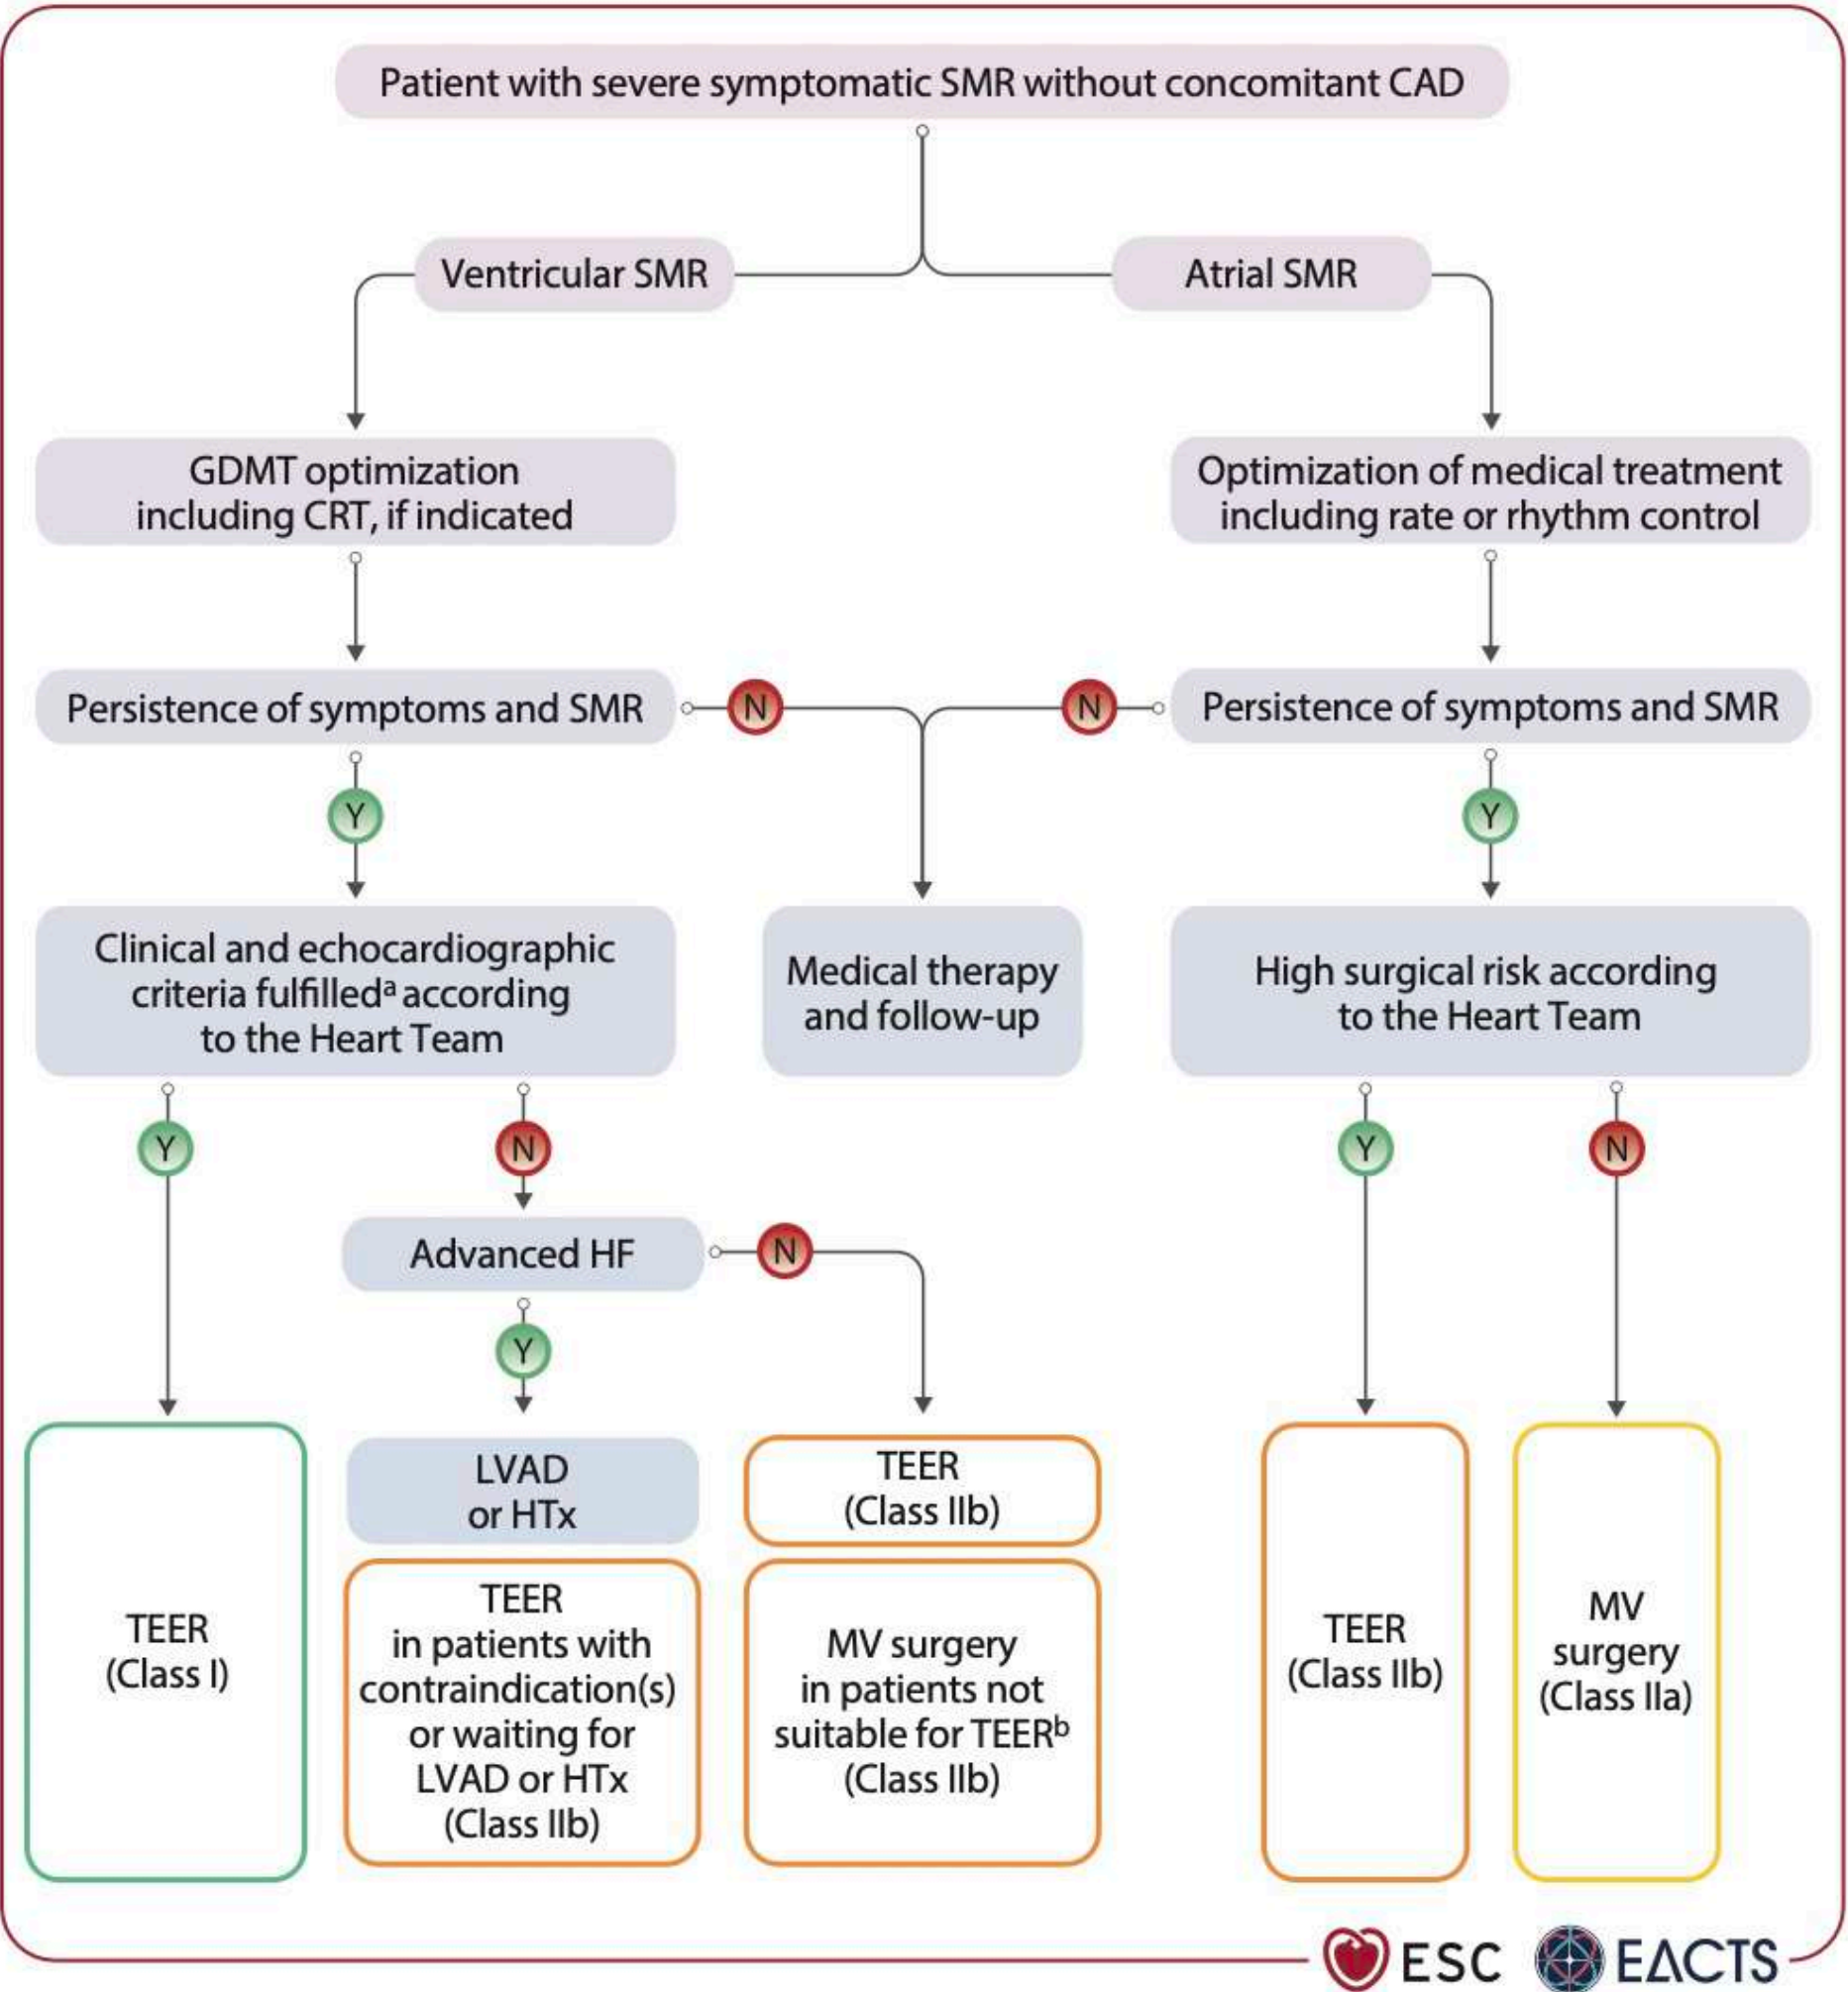 Patient with severe symptomatic SMR without concomitant CAD
Ventricular SMR
Atrial SMR
GDMT optimization
including CRT, if indicated
Optimization of medical treatment
including rate or rhythm control
Persistence of symptoms and SMR
N
N
Persistence of symptoms and SMR
Y
Y
Clinical and echocardiographic
criteria fulfilledᵃ according
to the Heart Team
Medical therapy
and follow-up
High surgical risk according
to the Heart Team
Y
N
Y
N
Advanced HF
N
Y
TEER
(Class I)
LVAD
or HTx
TEER
in patients with
contraindication(s)
or waiting for
LVAD or HTx
(Class IIb)
TEER
(Class IIb)
MV surgery
in patients not
suitable for TEERᵇ
(Class IIb)
TEER
(Class IIb)
MV
surgery
(Class IIa)
ESC
EΔCTS